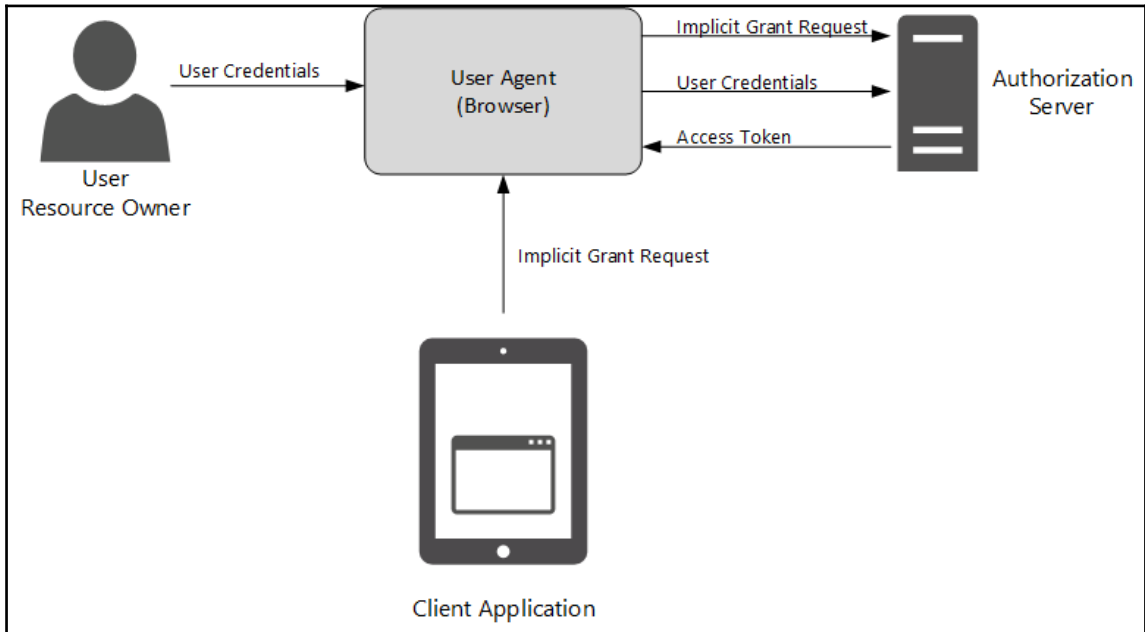 Implicit Grant Request
User Credentials
User Agent
(Browser)
User Credentials
Authorization
Server
Access Token
User
Resource Owner
Implicit Grant Request
Client Application